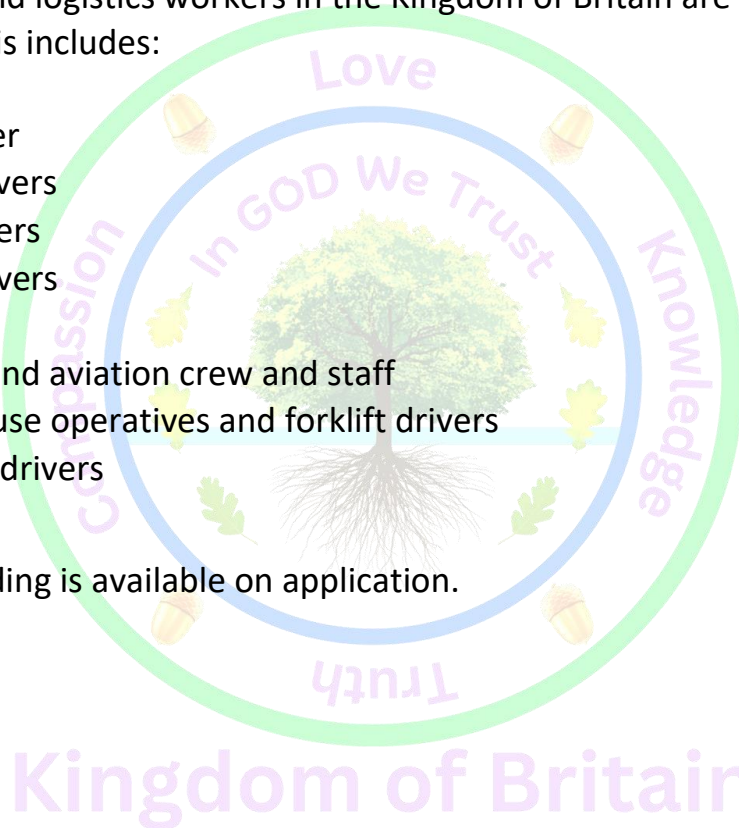 nd logistics workers in the Kingdom of Britain are
is includes:
er
vers
ers
vers
nd aviation crew and staff
use operatives and forklift drivers
drivers
ding is available on application.
Love
In GOD We Trust
Compassion
Knowledge
Truth
Kingdom of Britain